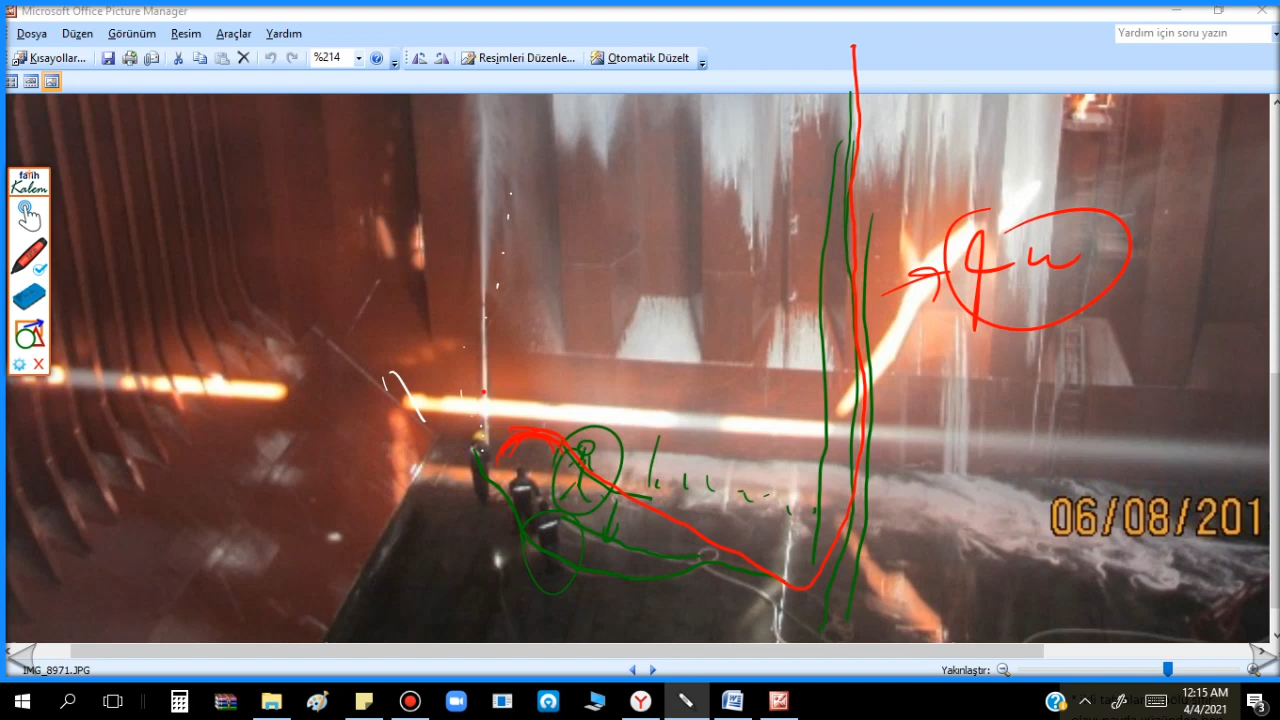 Microsoft Office Picture Manager
Dosya Düzen Görünüm Resim Araçlar Yardım
Yardım için soru yazın
Kısayollar... %214 Resimleri Düzenle... Otomatik Düzelt
fatih
Kalem
06/08/201
IMG_8971.JPG
Yakınlaştır:
12:15 AM
4/4/2021
3